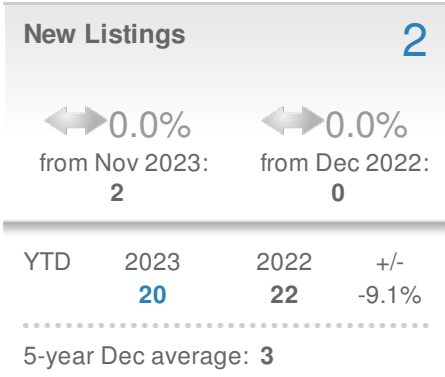 New Listings 2
0.0% 0.0%
from Nov 2023: from Dec 2022:
2 0
YTD 2023 2022 +/-
20 22 -9.1%
5-year Dec average: 3